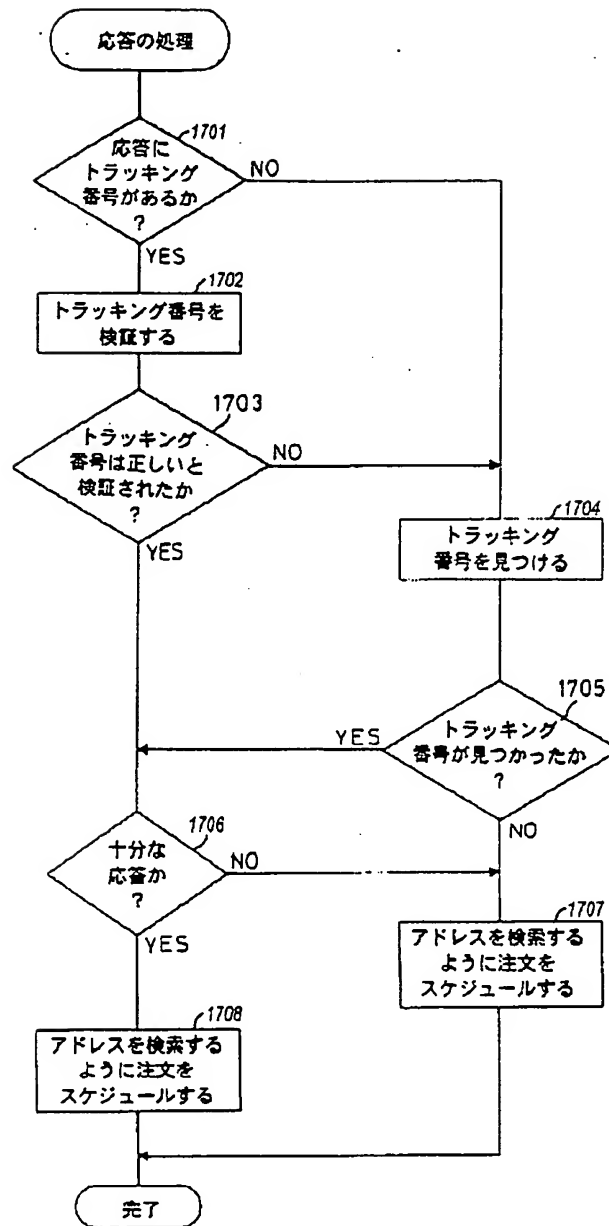 応答の処理
1701
応答に
トラッキング
番号があるか
?
NO
YES
1702
トラッキング番号を
検証する
1703
トラッキング
番号は正しいと
検証されたか
?
NO
YES
1704
トラッキング
番号を見つける
1705
トラッキング
番号が見つかったか
?
YES
NO
1706
十分な
応答か
?
NO
YES
1707
アドレスを検索する
ように注文を
スケジュールする
1708
アドレスを検索する
ように注文を
スケジュールする
完了